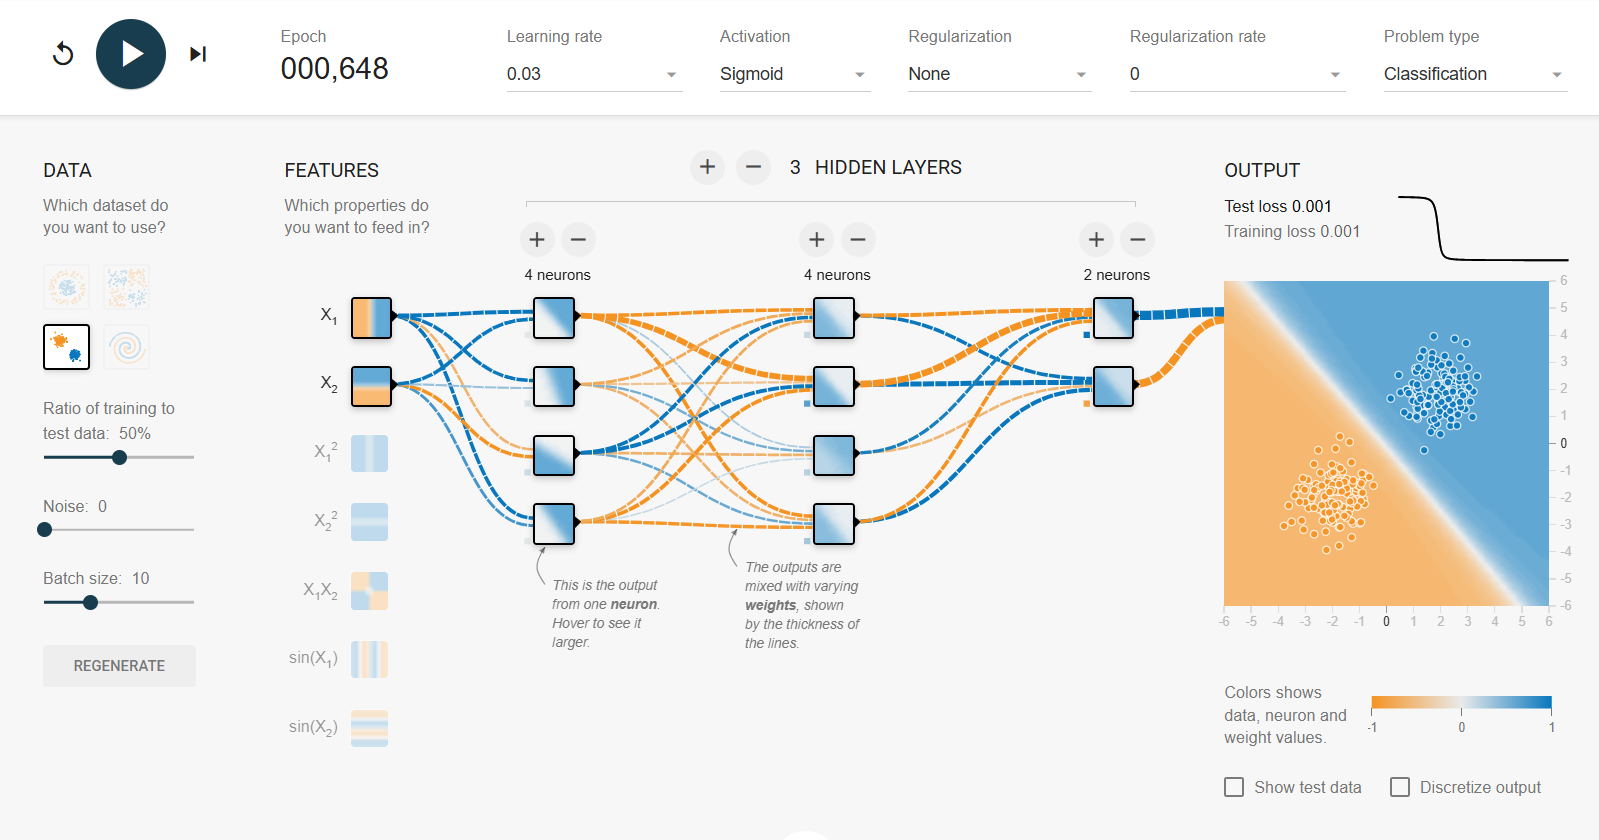 Epoch
000,648
Learning rate
0.03
Activation
Sigmoid
Regularization
None
Regularization rate
0
Problem type
Classification
DATA
Which dataset do
you want to use?
Ratio of training to
test data: 50%
Noise: 0
Batch size: 10
REGENERATE
FEATURES
Which properties do
you want to feed in?
X1
X2
X1^2
X2^2
X1X2
sin(X1)
sin(X2)
+ − 3 HIDDEN LAYERS
+ −
4 neurons
+ −
4 neurons
+ −
2 neurons
This is the output
from one neuron.
Hover to see it
larger.
The outputs are
mixed with varying
weights, shown
by the thickness of
the lines.
OUTPUT
Test loss 0.001
Training loss 0.001
6
5
4
3
2
1
0
-1
-2
-3
-4
-5
-6
-6 -5 -4 -3 -2 -1 0 1 2 3 4 5 6
Colors shows
data, neuron and
weight values.
-1 0 1
Show test data
Discretize output